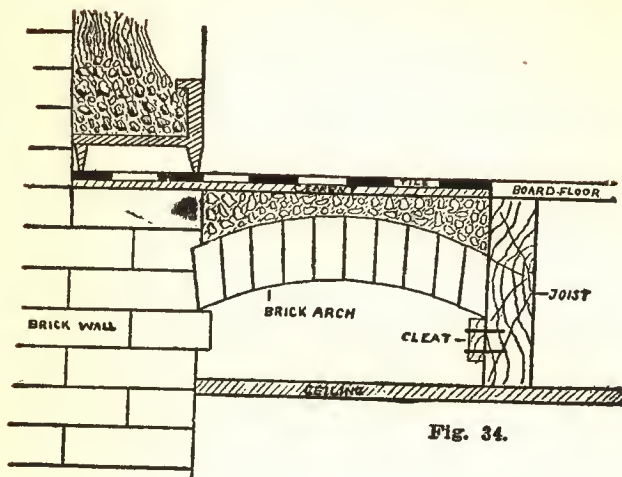 CEMENT TILE BOARD-FLOOR
BRICK WALL
BRICK ARCH
CLEAT
JOIST
CEILING
Fig. 34.